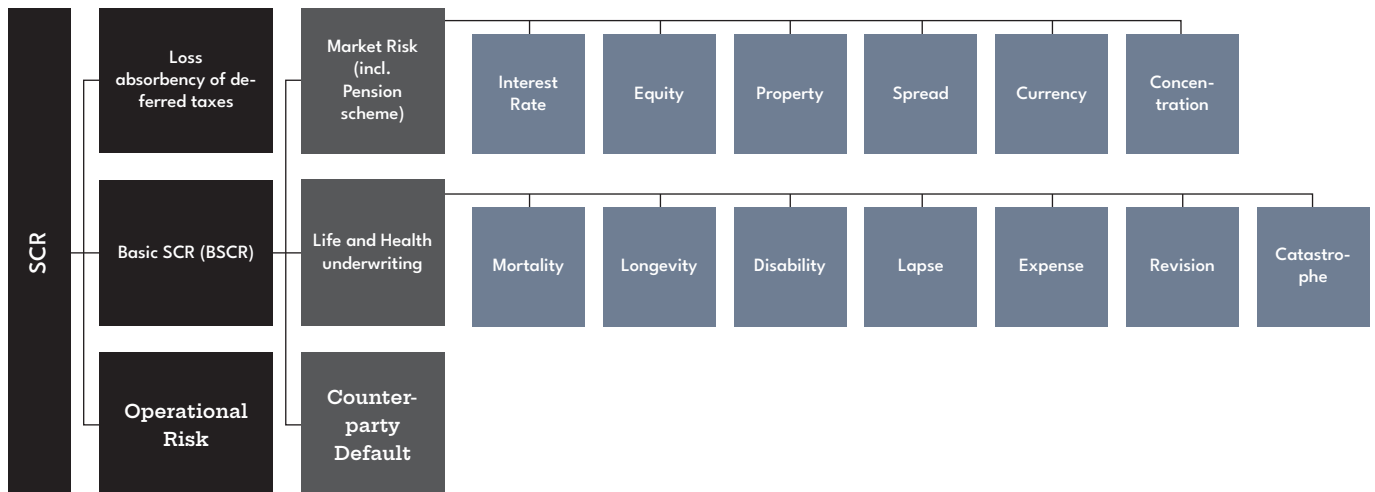 SCR
Loss
absorbency of de-
ferred taxes
Market Risk
(incl.
Pension
scheme)
Interest
Rate
Equity
Property
Spread
Currency
Concen-
tration
Basic SCR (BSCR)
Life and Health
underwriting
Mortality
Longevity
Disability
Lapse
Expense
Revision
Catastro-
phe
Operational
Risk
Counter-
party
Default